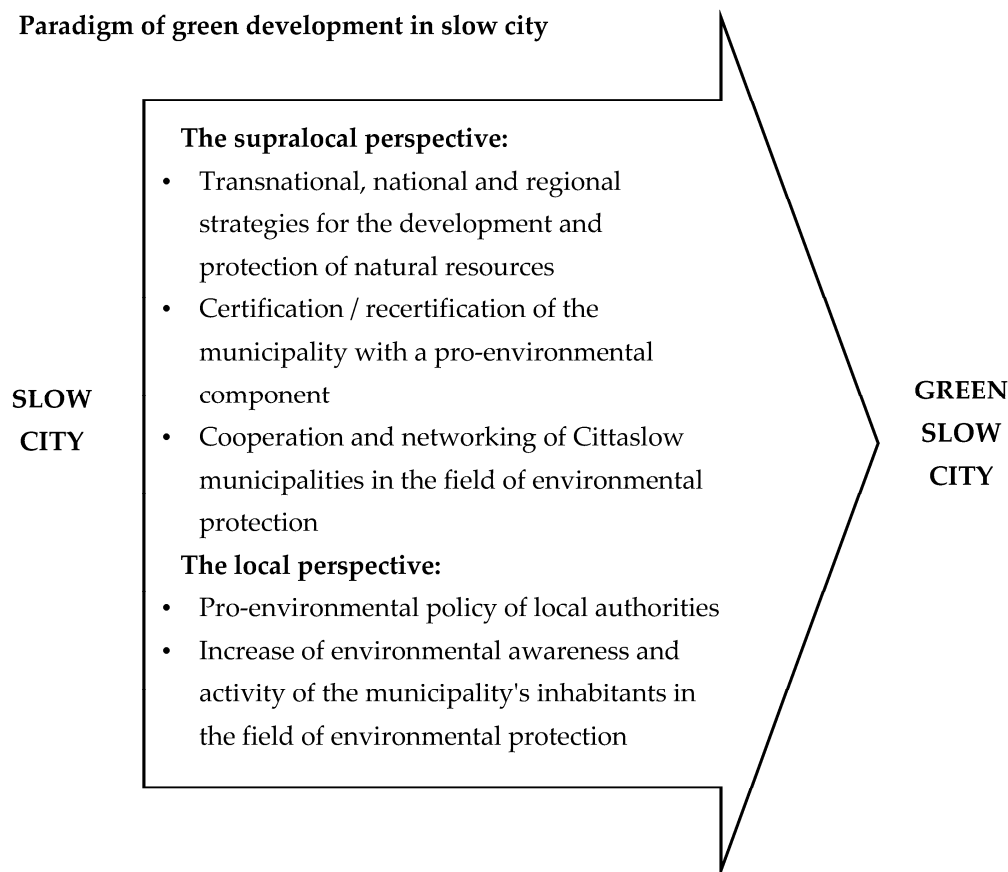 Paradigm of green development in slow city
The supralocal perspective:
• Transnational, national and regional
strategies for the development and
protection of natural resources
• Certification / recertification of the
municipality with a pro-environmental
component
• Cooperation and networking of Cittaslow
municipalities in the field of environmental
protection
The local perspective:
• Pro-environmental policy of local authorities
• Increase of environmental awareness and
activity of the municipality's inhabitants in
the field of environmental protection
SLOW
CITY
GREEN
SLOW
CITY